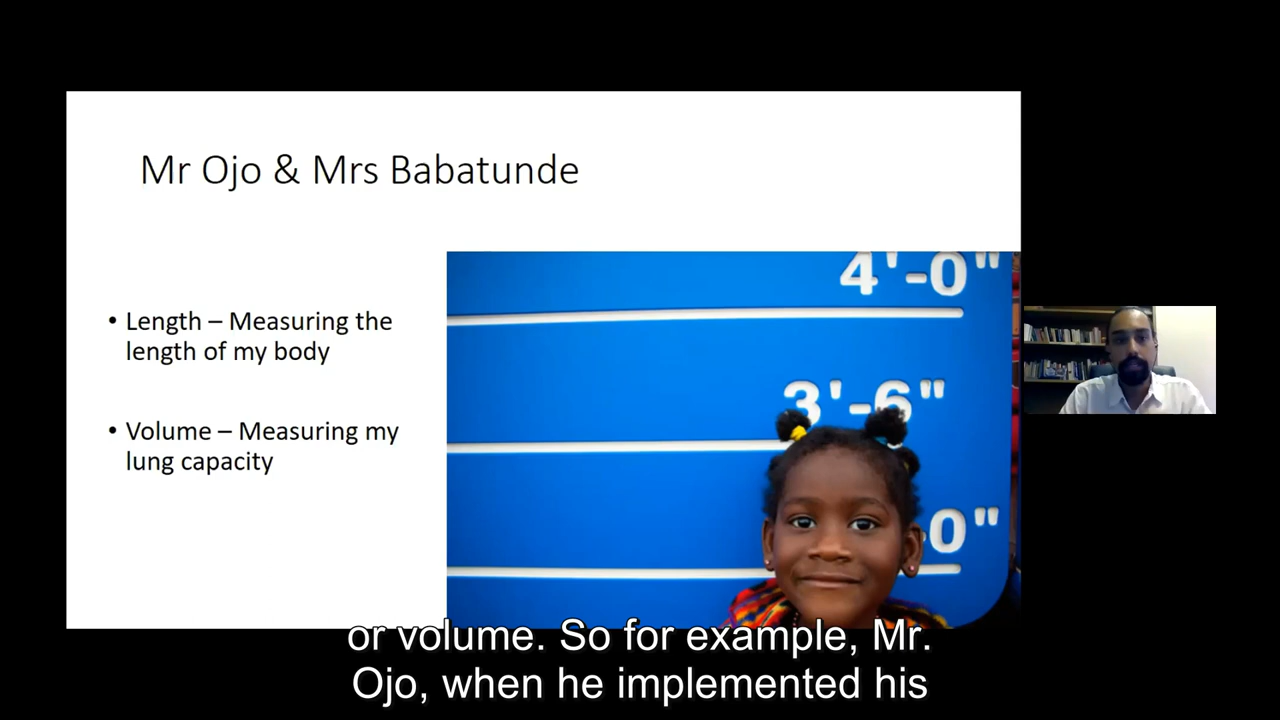 Mr Ojo & Mrs Babatunde
• Length – Measuring the
length of my body
• Volume – Measuring my
lung capacity
4'-0"
3'-6"
-0"
or volume. So for example, Mr.
Ojo, when he implemented his